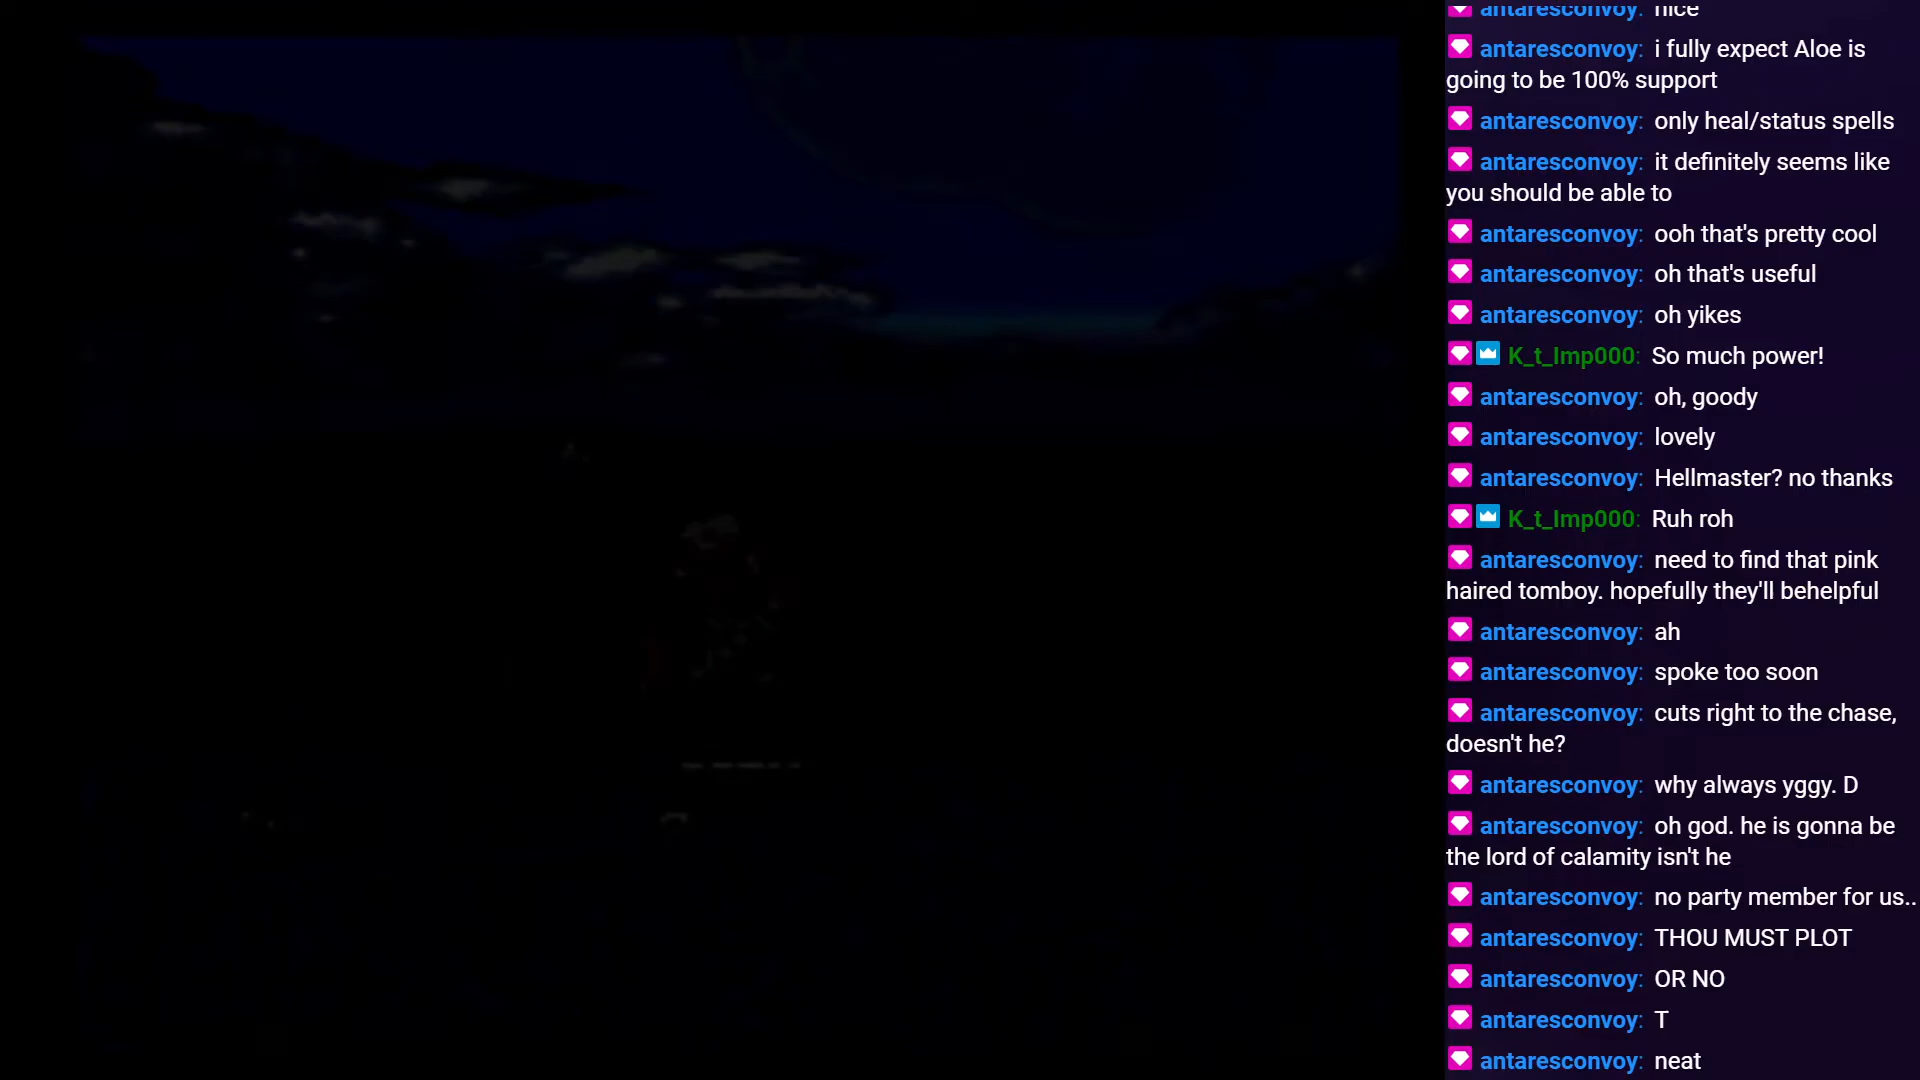 antaresconvoy: nice
antaresconvoy: i fully expect Aloe is
going to be 100% support
antaresconvoy: only heal/status spells
antaresconvoy: it definitely seems like
you should be able to
antaresconvoy: ooh that's pretty cool
antaresconvoy: oh that's useful
antaresconvoy: oh yikes
K_t_Imp000: So much power!
antaresconvoy: oh, goody
antaresconvoy: lovely
antaresconvoy: Hellmaster? no thanks
K_t_Imp000: Ruh roh
antaresconvoy: need to find that pink
haired tomboy. hopefully they'll behelpful
antaresconvoy: ah
antaresconvoy: spoke too soon
antaresconvoy: cuts right to the chase,
doesn't he?
antaresconvoy: why always yggy. D
antaresconvoy: oh god. he is gonna be
the lord of calamity isn't he
antaresconvoy: no party member for us..
antaresconvoy: THOU MUST PLOT
antaresconvoy: OR NO
antaresconvoy: T
antaresconvoy: neat